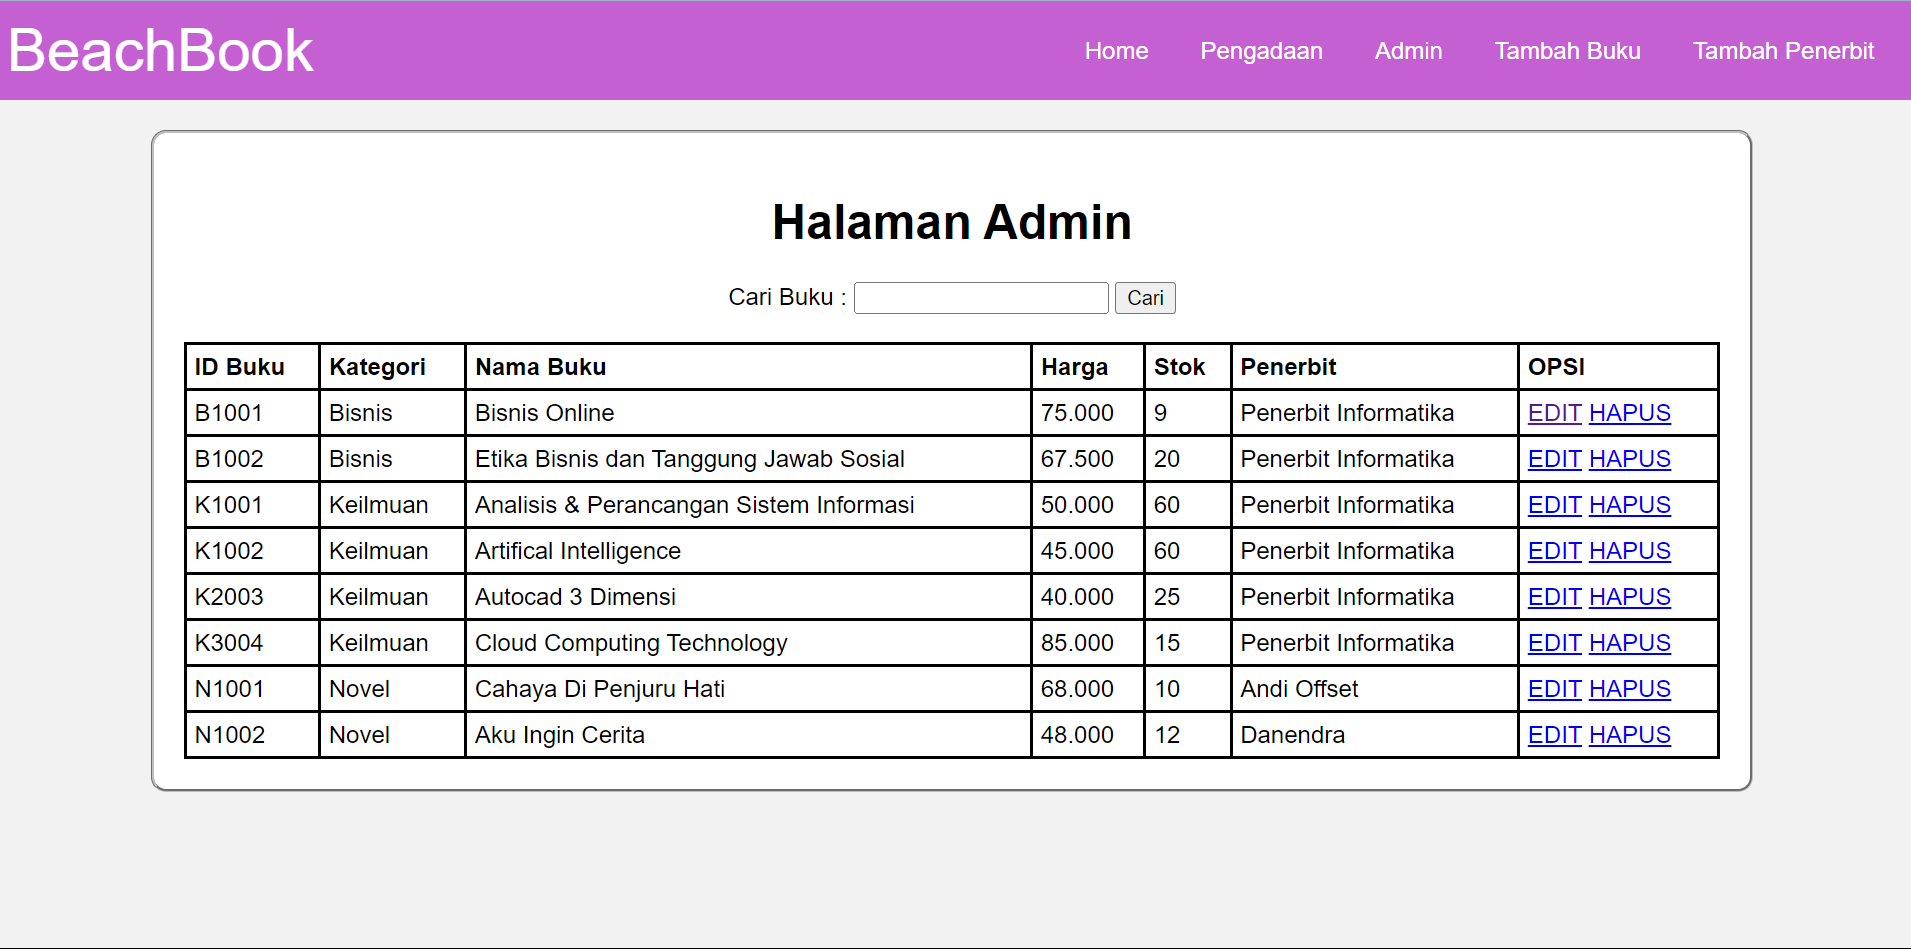 BeachBook Home Pengadaan Admin Tambah Buku Tambah Penerbit
Halaman Admin
Cari Buku : Cari
ID Buku Kategori Nama Buku Harga Stok Penerbit OPSI
B1001 Bisnis Bisnis Online 75.000 9 Penerbit Informatika EDIT HAPUS
B1002 Bisnis Etika Bisnis dan Tanggung Jawab Sosial 67.500 20 Penerbit Informatika EDIT HAPUS
K1001 Keilmuan Analisis & Perancangan Sistem Informasi 50.000 60 Penerbit Informatika EDIT HAPUS
K1002 Keilmuan Artifical Intelligence 45.000 60 Penerbit Informatika EDIT HAPUS
K2003 Keilmuan Autocad 3 Dimensi 40.000 25 Penerbit Informatika EDIT HAPUS
K3004 Keilmuan Cloud Computing Technology 85.000 15 Penerbit Informatika EDIT HAPUS
N1001 Novel Cahaya Di Penjuru Hati 68.000 10 Andi Offset EDIT HAPUS
N1002 Novel Aku Ingin Cerita 48.000 12 Danendra EDIT HAPUS